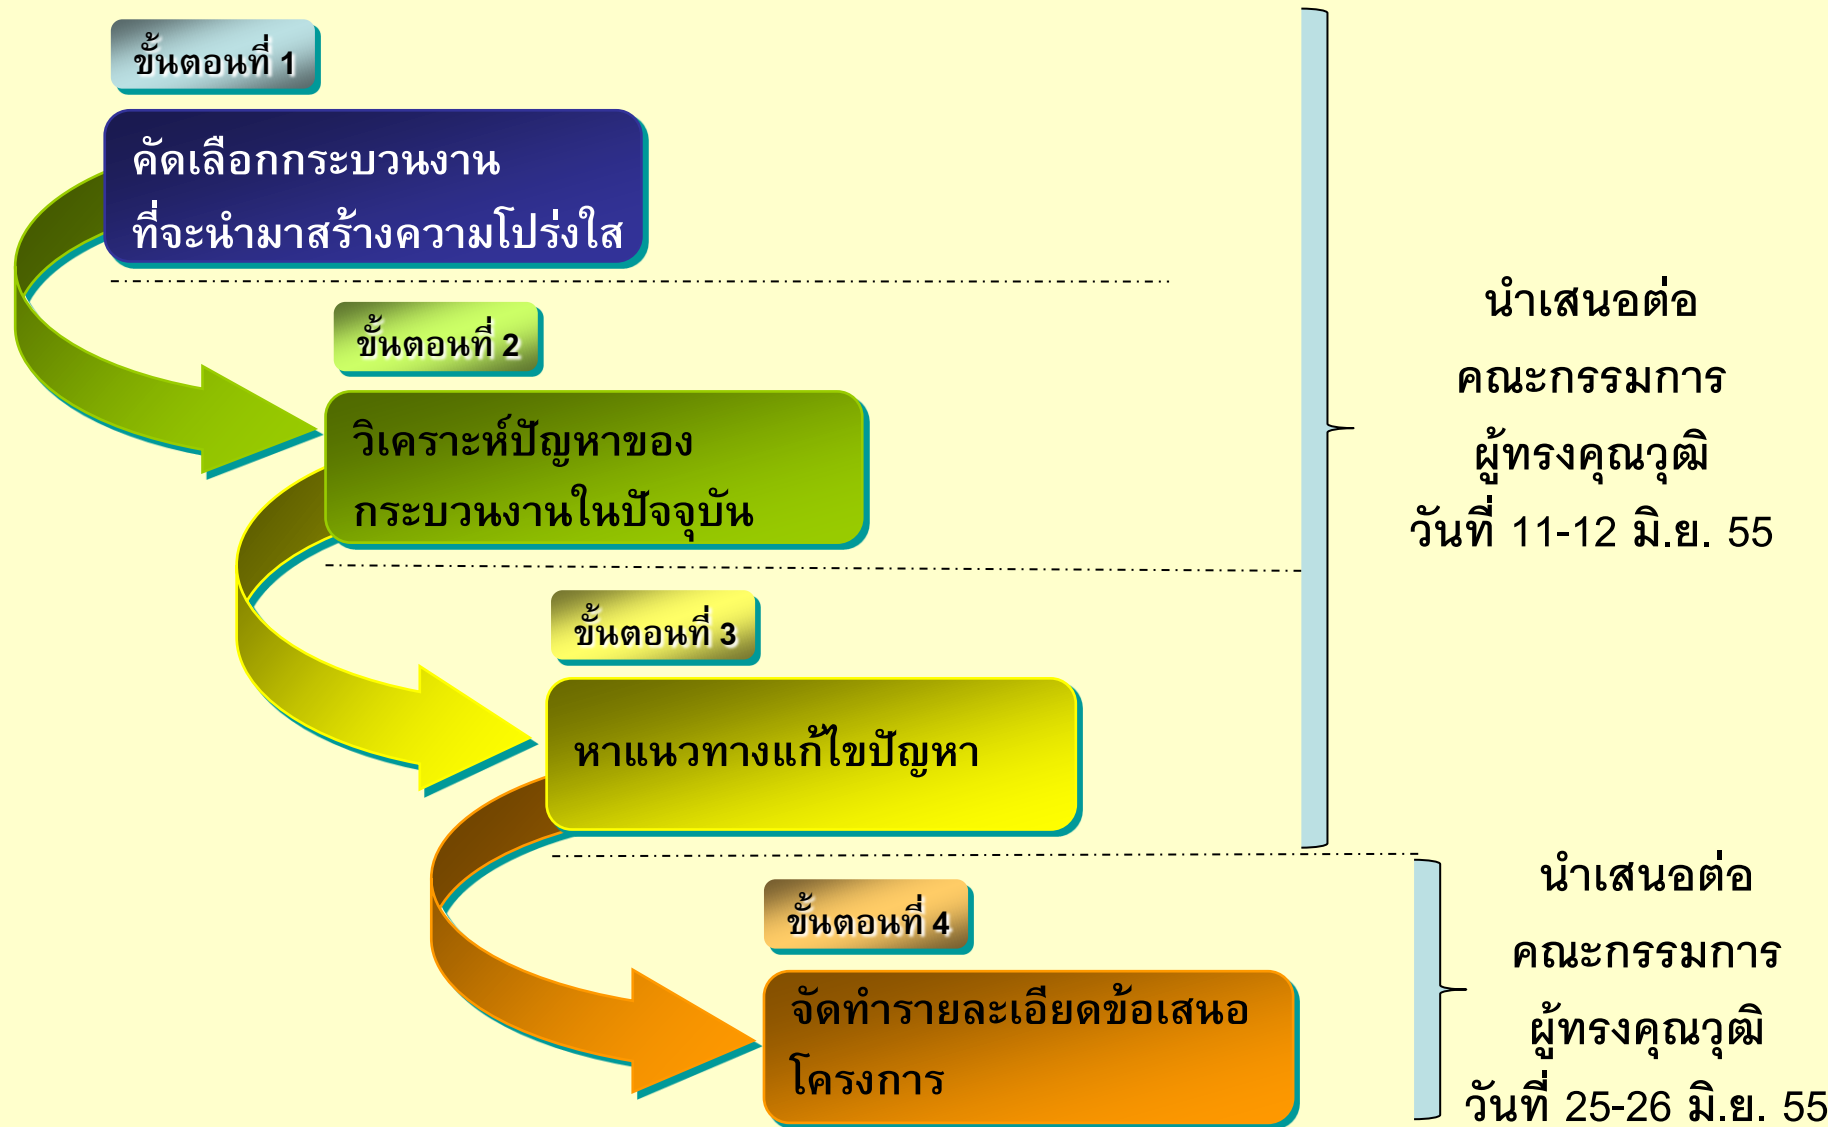 ขั้นตอนที่ 1
คัดเลือกกระบวนงาน
ที่จะนำมาสร้างความโปร่งใส
ขั้นตอนที่ 2
วิเคราะห์ปัญหาของ
กระบวนงานในปัจจุบัน
ขั้นตอนที่ 3
หาแนวทางแก้ไขปัญหา
นำเสนอต่อ
คณะกรรมการ
ผู้ทรงคุณวุฒิ
วันที่ 11-12 มิ.ย. 55
ขั้นตอนที่ 4
จัดทำรายละเอียดข้อเสนอ
โครงการ
นำเสนอต่อ
คณะกรรมการ
ผู้ทรงคุณวุฒิ
วันที่ 25-26 มิ.ย. 55